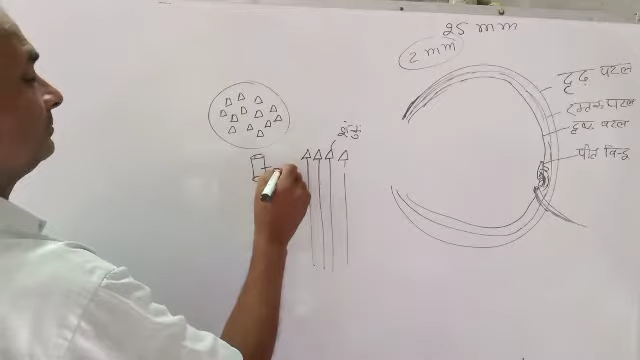 25 mm
2 mm
दृढ़ पटल
रक्तक पटल
दृष्टि पटल
पीत बिन्दु
शंकु